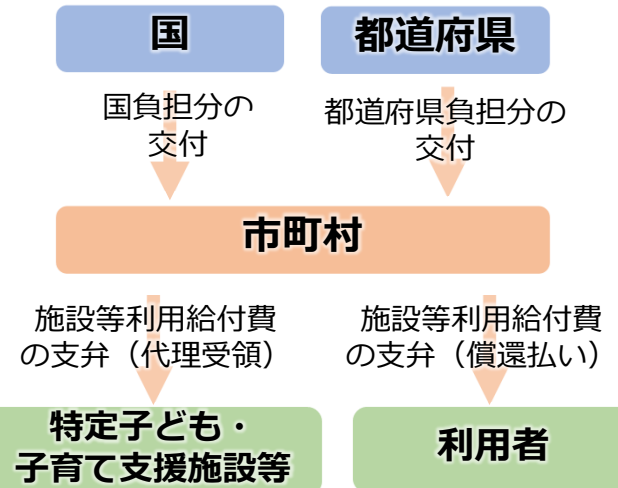 国
都道府県
国負担分の
交付
都道府県負担分の
交付
市町村
施設等利用給付費
の支弁（代理受領）
施設等利用給付費
の支弁（償還払い）
特定子ども・
子育て支援施設等
利用者